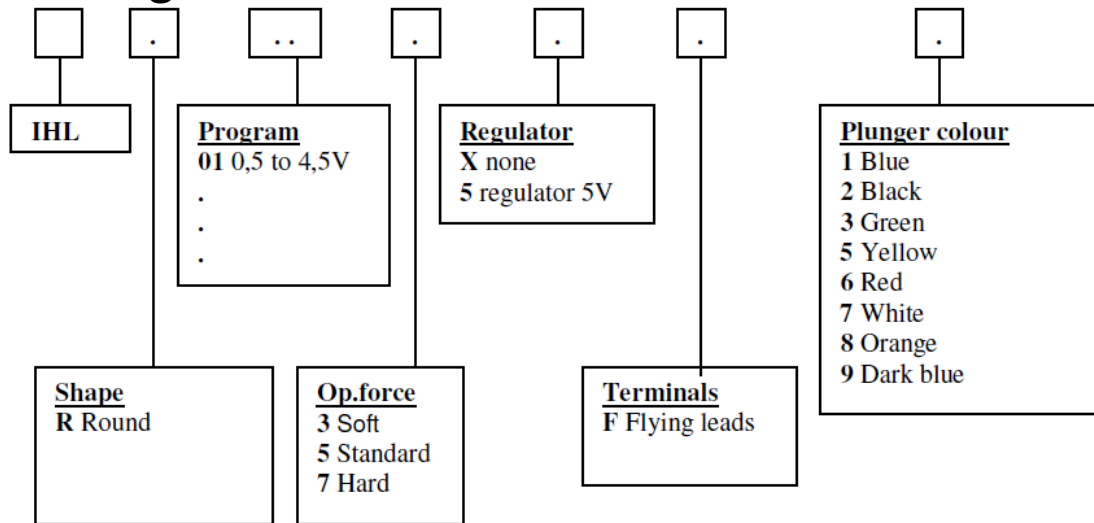 .
. .
.
.
.
.
IHL
Program
01 0,5 to 4,5V
.
.
.
Regulator
X none
5 regulator 5V
Plunger colour
1 Blue
2 Black
3 Green
5 Yellow
6 Red
7 White
8 Orange
9 Dark blue
Shape
R Round
Op.force
3 Soft
5 Standard
7 Hard
Terminals
F Flying leads